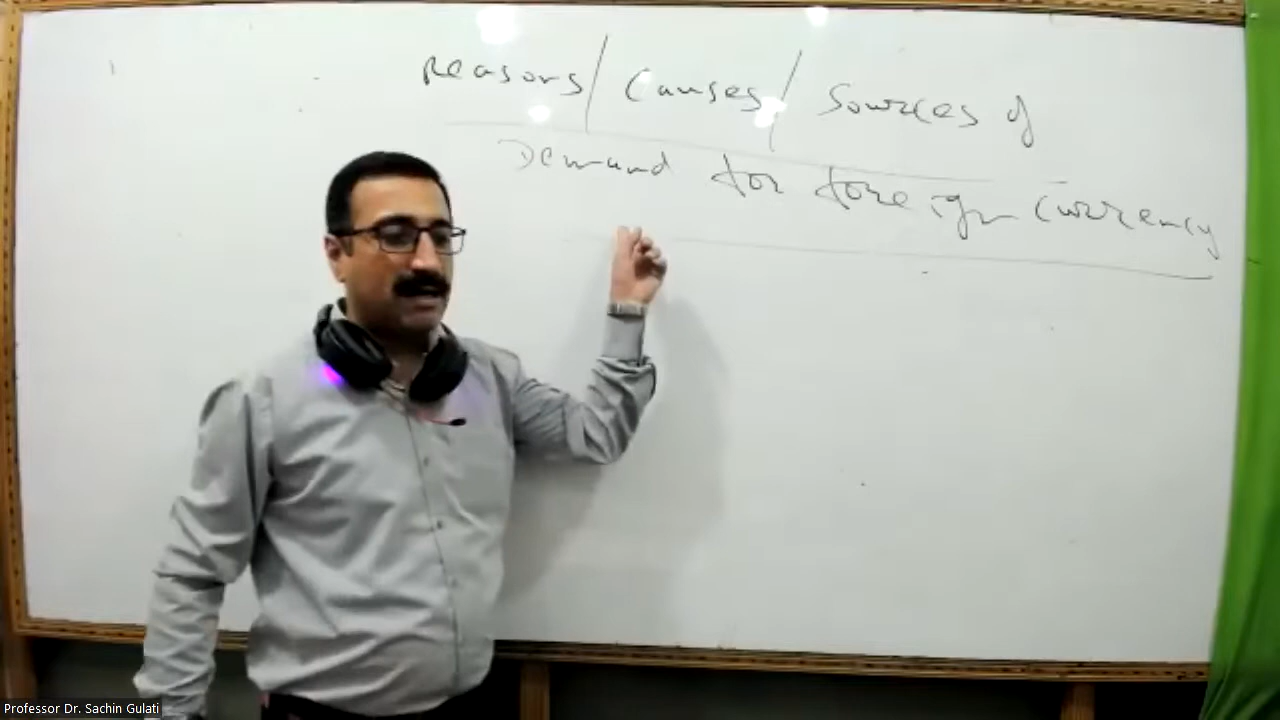 Reasons/ Causes/ Sources of
Demand for foreign Currency
Professor Dr. Sachin Gulati